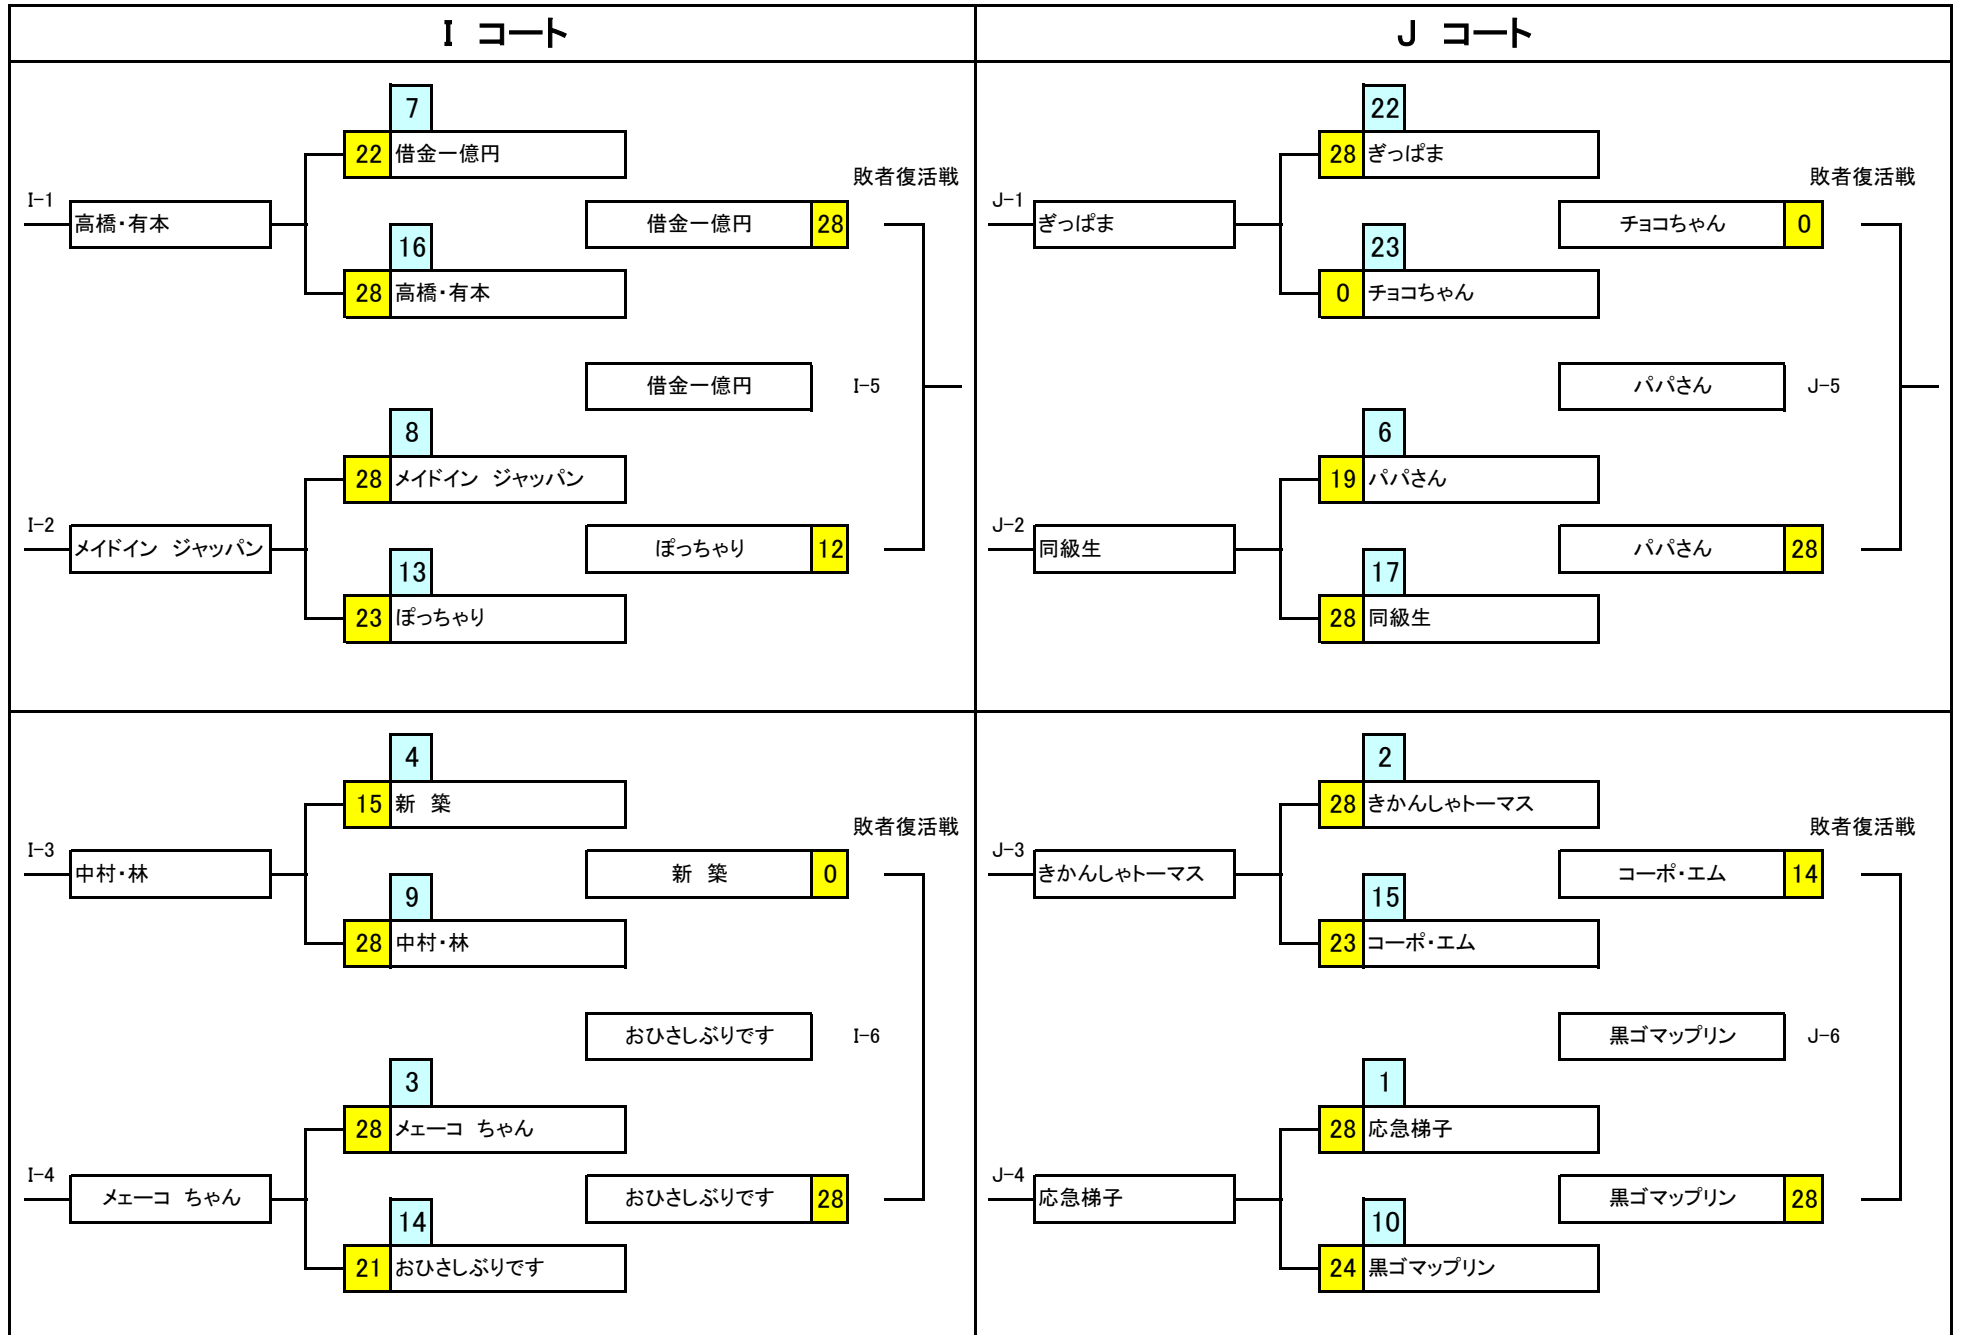 I コート
7
22 借金一億円
敗者復活戦
I-1
高橋・有本
借金一億円 28
16
28 高橋・有本
借金一億円 I-5
8
28 メイドイン ジャッパン
I-2
メイドイン ジャッパン
ぽっちゃり 12
13
23 ぽっちゃり
4
15 新 築
敗者復活戦
I-3
中村・林
新 築 0
9
28 中村・林
おひさしぶりです I-6
3
28 メェーコ ちゃん
I-4
メェーコ ちゃん
おひさしぶりです 28
14
21 おひさしぶりです
J コート
22
28 ぎっぱま
敗者復活戦
J-1
ぎっぱま
チョコちゃん 0
23
0 チョコちゃん
パパさん J-5
6
19 パパさん
J-2
同級生
パパさん 28
17
28 同級生
2
28 きかんしゃトーマス
敗者復活戦
J-3
きかんしゃトーマス
コーポ・エム 14
15
23 コーポ・エム
黒ゴマップリン J-6
1
28 応急梯子
J-4
応急梯子
黒ゴマップリン 28
10
24 黒ゴマップリン